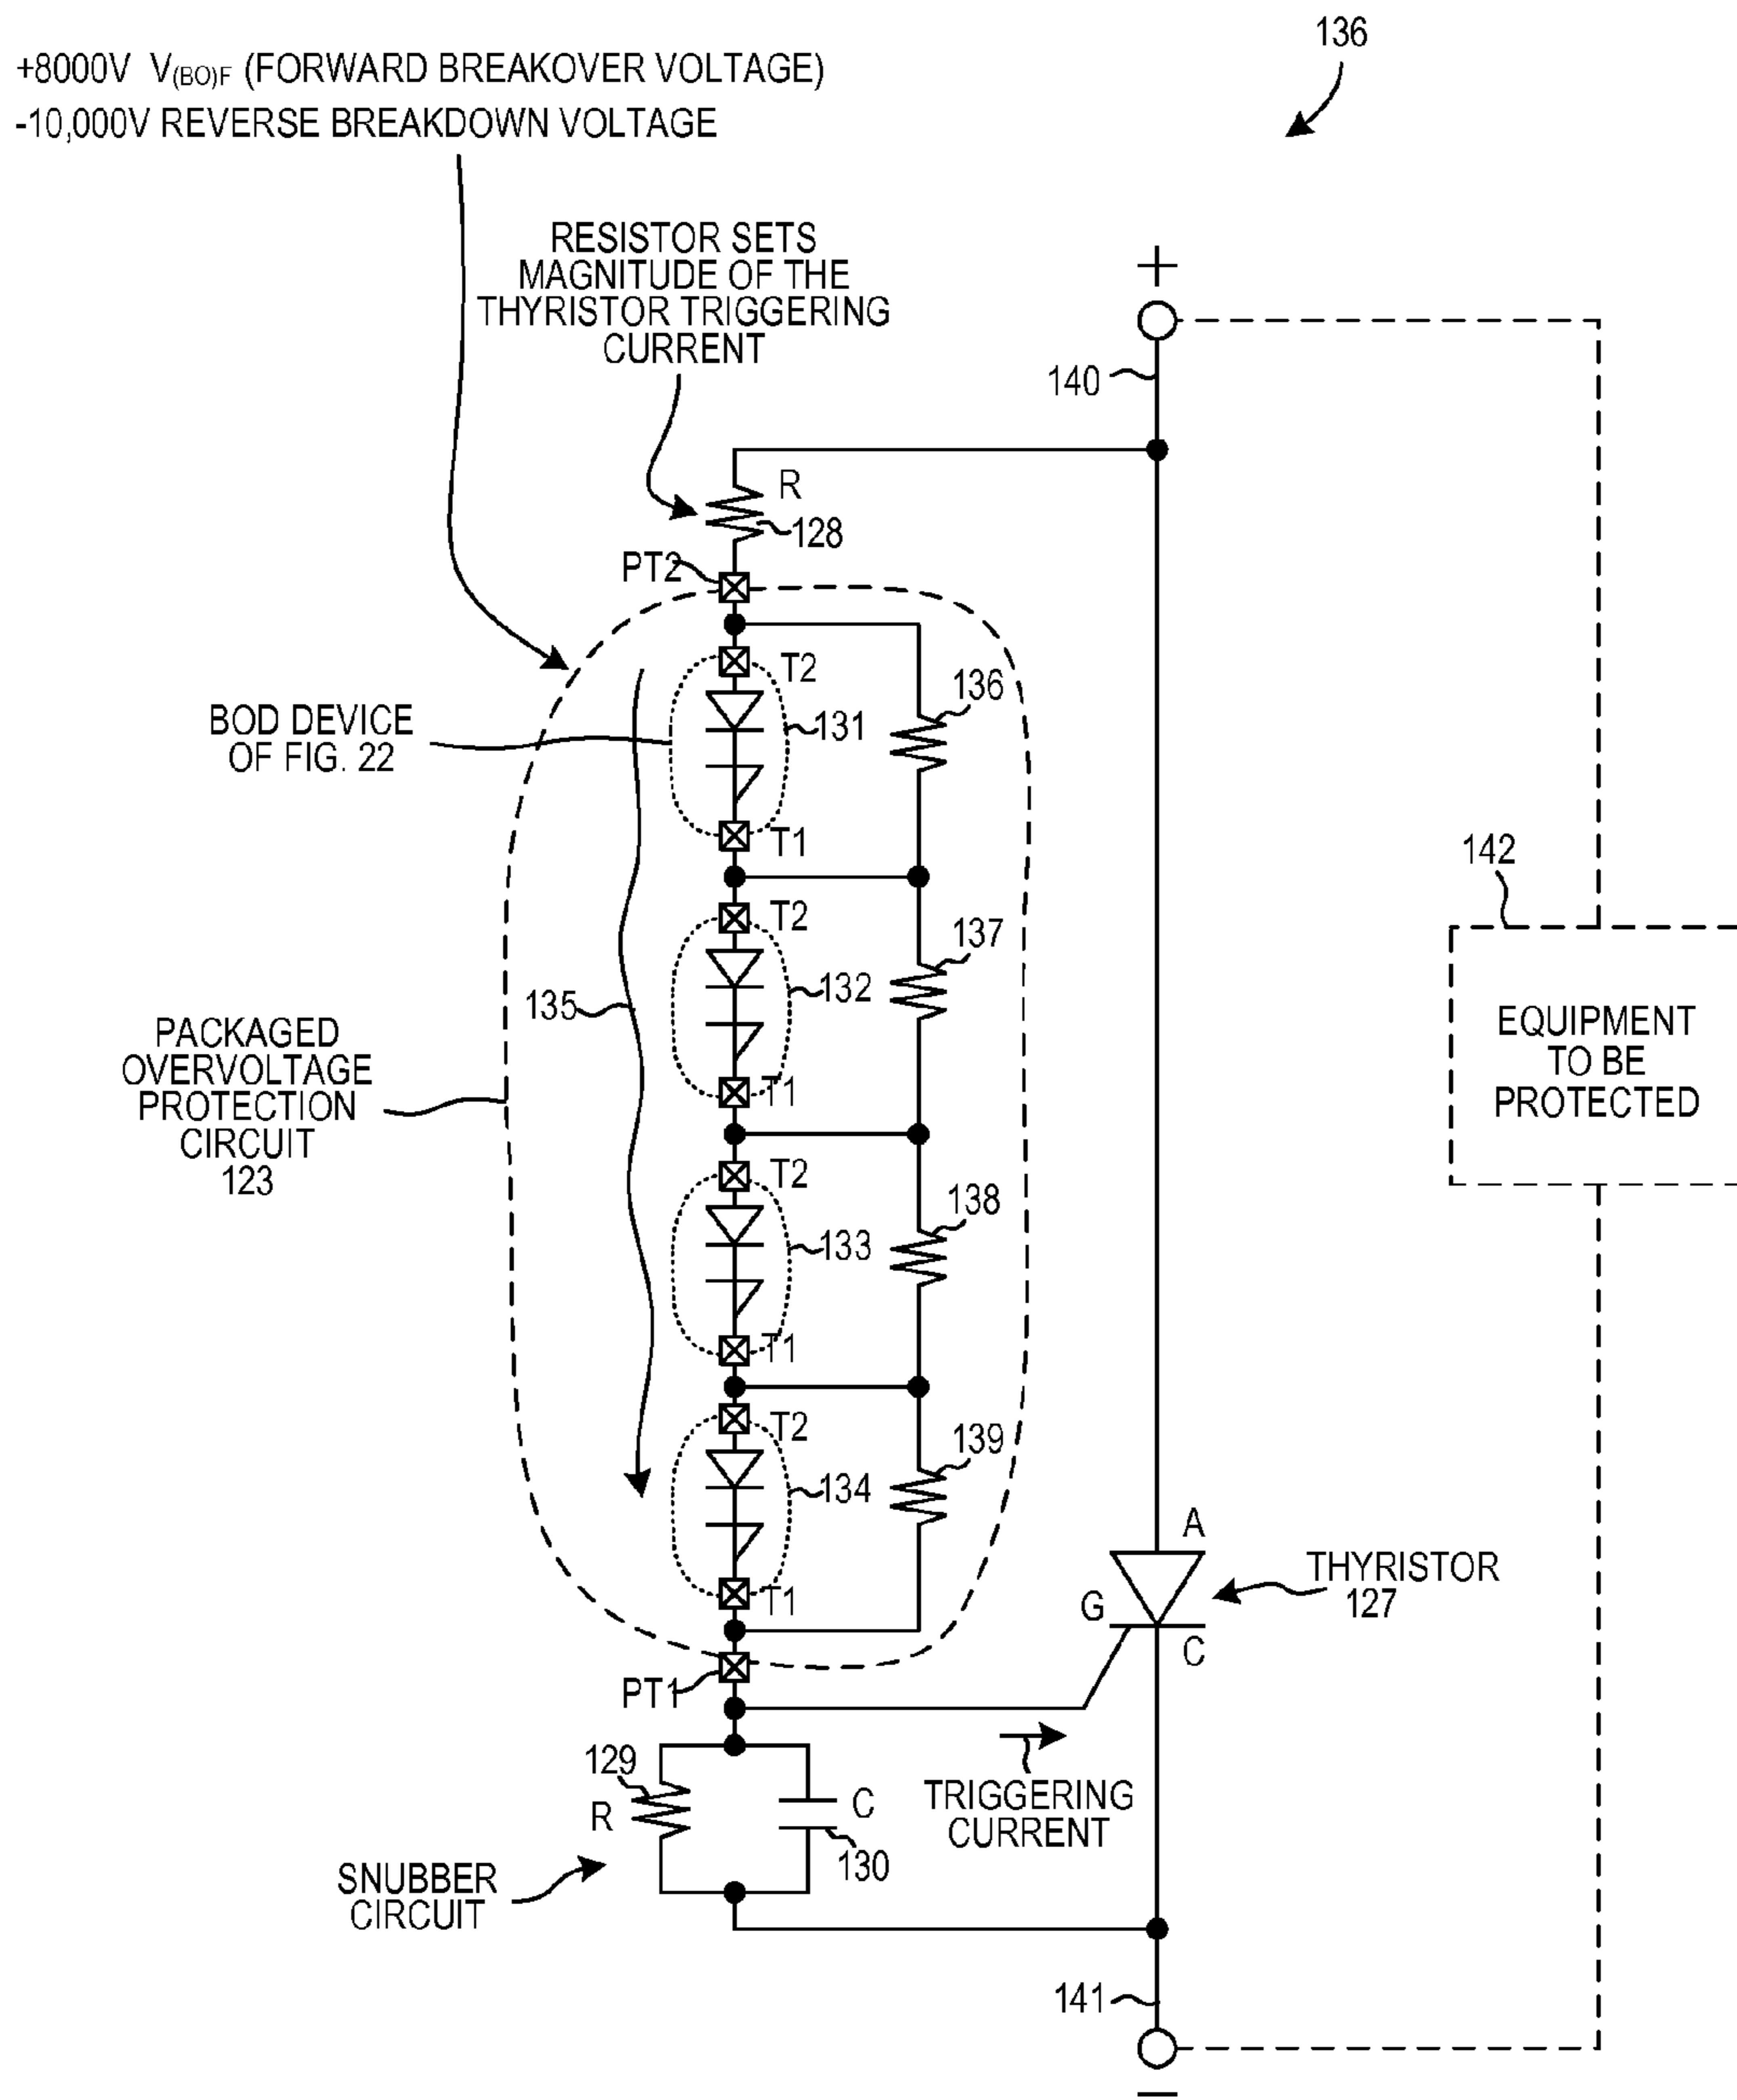 136
+8000V V(BO)F (FORWARD BREAKOVER VOLTAGE)
-10,000V REVERSE BREAKDOWN VOLTAGE
RESISTOR SETS
MAGNITUDE OF THE
THYRISTOR TRIGGERING
CURRENT
+
140
R
128
PT2
T2
136
BOD DEVICE
OF FIG. 22
131
T1
142
T2
137
135
132
EQUIPMENT
TO BE
PROTECTED
PACKAGED
OVERVOLTAGE
PROTECTION
CIRCUIT
123
T1
T2
138
133
T1
T2
139
134
A
THYRISTOR
127
G
T1
C
PT1
129
R
C
130
TRIGGERING
CURRENT
SNUBBER
CIRCUIT
141
—